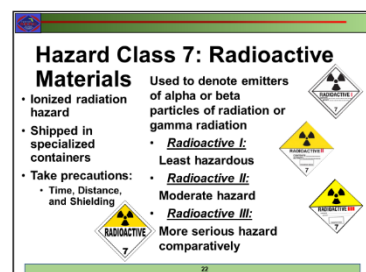 Hazard Class 7: Radioactive
Materials
• Ionized radiation
hazard
• Shipped in
specialized
containers
• Take precautions:
• Time, Distance,
and Shielding
Used to denote emitters
of alpha or beta
particles of radiation or
gamma radiation
• Radioactive I:
Least hazardous
• Radioactive II:
Moderate hazard
• Radioactive III:
More serious hazard
comparatively
RADIOACTIVE I
7
RADIOACTIVE II
7
RADIOACTIVE III
7
RADIOACTIVE
7
22